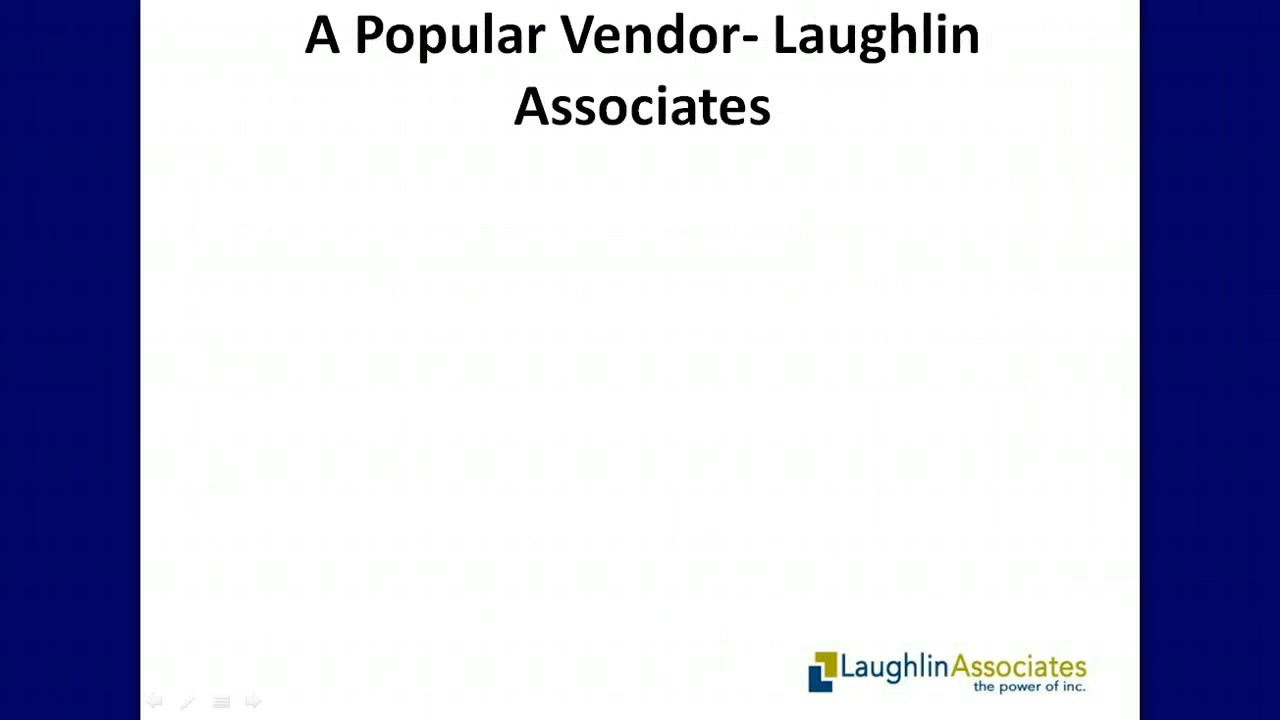 A Popular Vendor- Laughlin
Associates
LaughlinAssociates
the power of inc.